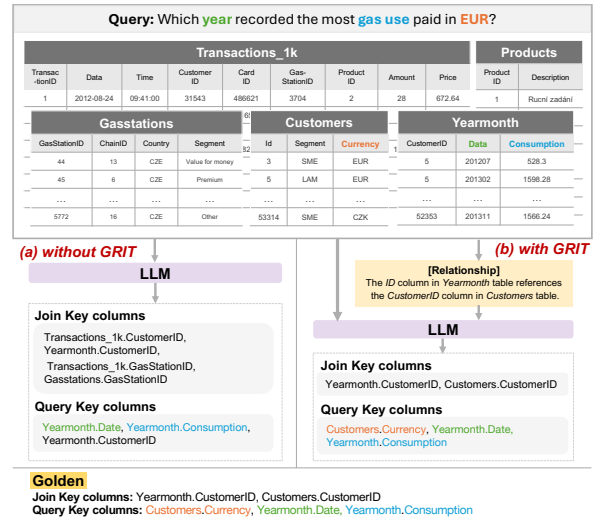 Query: Which year recorded the most gas use paid in EUR?
Transactions_1k
Products
Transac -tionID Data Time Customer ID Card ID Gas- StationID Product ID Amount Price
Product ID Description
1 2012-08-24 09:41:00 31543 486621 3704 2 28 672.64
1 Rucní zadání
Gasstations
GasStationID ChainID Country Segment
44 13 CZE Value for money
45 6 CZE Premium
... ... ... ...
5772 16 CZE Other
Customers
Id Segment Currency
3 SME EUR
5 LAM EUR
... ... ...
53314 SME CZK
Yearmonth
CustomerID Data Consumption
5 201207 528.3
5 201302 1598.28
... ... ...
52353 201311 1566.24
(a) without GRIT
LLM
Join Key columns
Transactions_1k.CustomerID,
Yearmonth.CustomerID,
Transactions_1k.GasStationID,
Gasstations.GasStationID
Query Key columns
Yearmonth.Date, Yearmonth.Consumption,
Yearmonth.CustomerID
(b) with GRIT
[Relationship]
The ID column in Yearmonth table references
the CustomerID column in Customers table.
LLM
Join Key columns
Yearmonth.CustomerID, Customers.CustomerID
Query Key columns
Customers.Currency, Yearmonth.Date,
Yearmonth.Consumption
Golden
Join Key columns: Yearmonth.CustomerID, Customers.CustomerID
Query Key columns: Customers.Currency, Yearmonth.Date, Yearmonth.Consumption